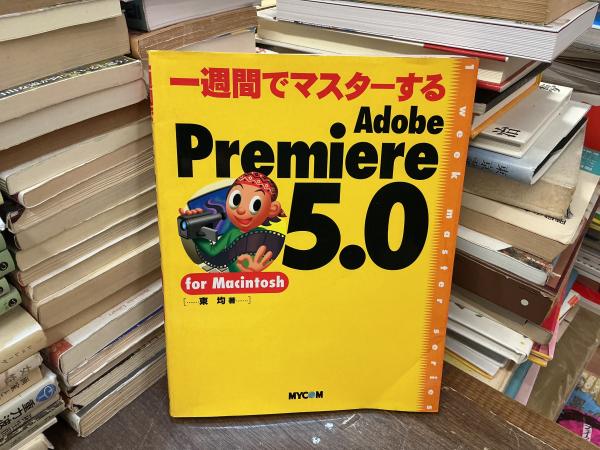 一週間でマスターする
Adobe
Premiere
5.0
for Macintosh
[……東 均 著……]
MYCOM
1 week master series